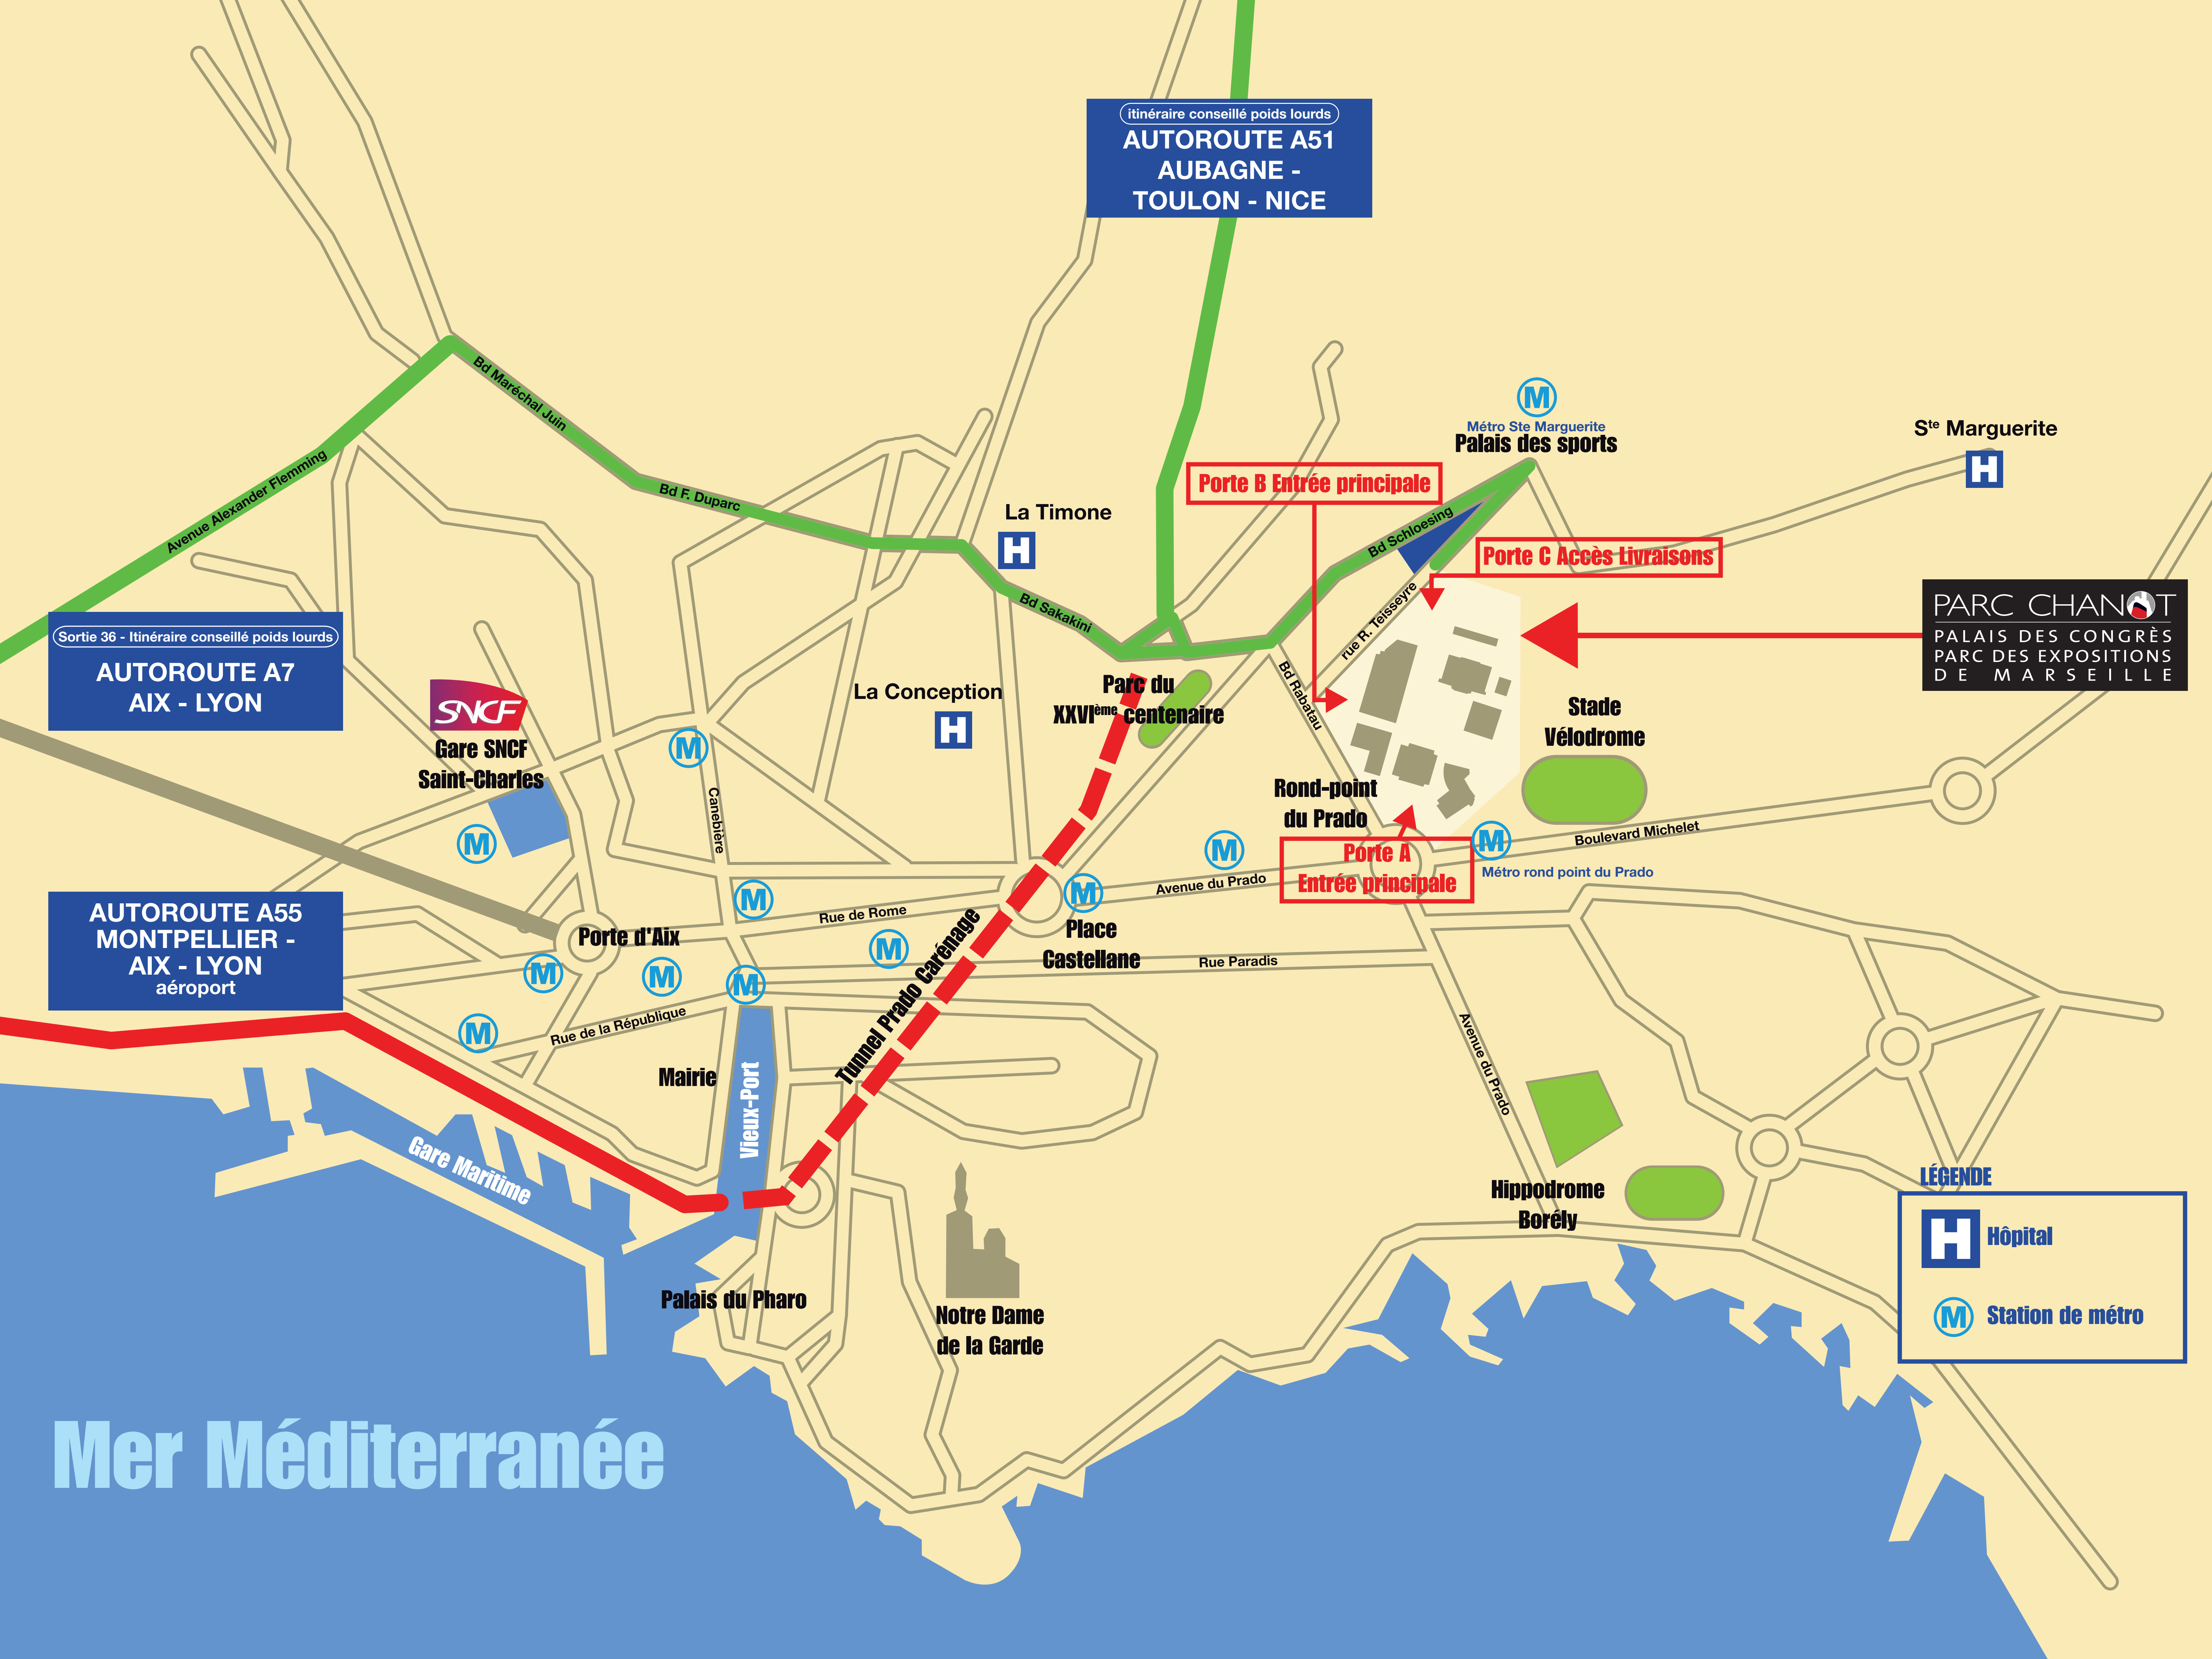 itinéraire conseillé poids lourds
AUTOROUTE A51
AUBAGNE -
TOULON - NICE
Bd Maréchal Juin
Avenue Alexander Flemming
Bd F. Duparc
Métro Ste Marguerite
Palais des sports
Ste Marguerite
H
Porte B Entrée principale
La Timone
H
Bd Schloesing
Porte C Accès Livraisons
Bd Sakakini
rue R. Teisseyre
PARC CHANOT
PALAIS DES CONGRÈS
PARC DES EXPOSITIONS
DE MARSEILLE
Sortie 36 - Itinéraire conseillé poids lourds
AUTOROUTE A7
AIX - LYON
SNCF
Gare SNCF
Saint-Charles
La Conception
H
Parc du
XXVIème centenaire
Bd Rabatau
Stade
Vélodrome
M
M
M
Canebière
Rond-point
du Prado
Porte A
Entrée principale
M
Métro rond point du Prado
Boulevard Michelet
M
Avenue du Prado
M
Place
Castellane
M
Rue de Rome
M
Rue Paradis
AUTOROUTE A55
MONTPELLIER -
AIX - LYON
aéroport
Porte d'Aix
M
M
M
M
Rue de la République
Tunnel Prado Carénage
Mairie
Vieux-Port
Avenue du Prado
Gare Maritime
Hippodrome
Borély
Palais du Pharo
Notre Dame
de la Garde
LÉGENDE
H Hôpital
M Station de métro
Mer Méditerranée